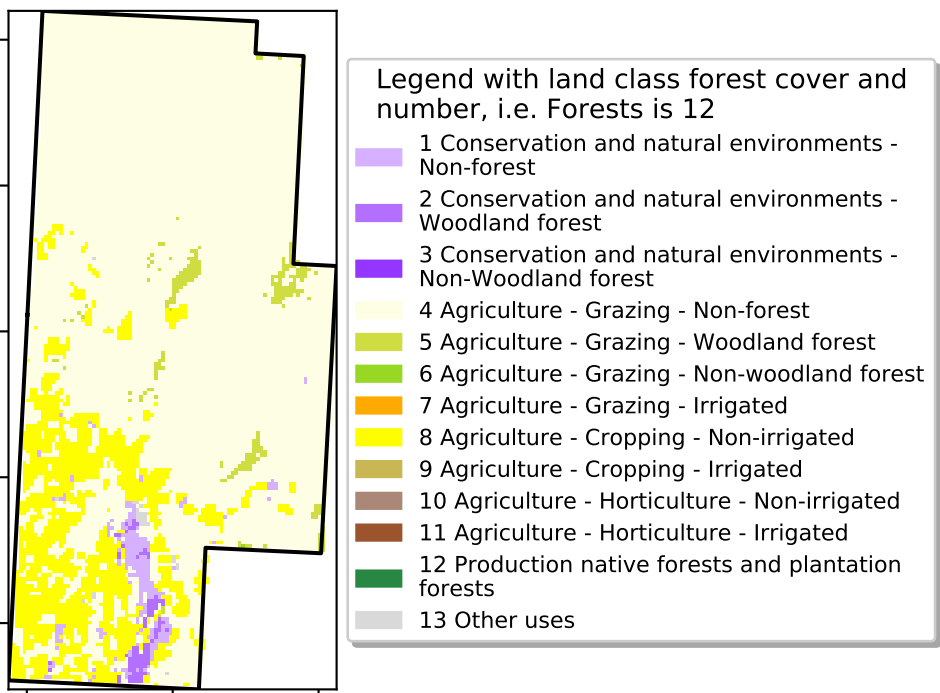 Legend with land class forest cover and
number, i.e. Forests is 12
1 Conservation and natural environments -
Non-forest
2 Conservation and natural environments -
Woodland forest
3 Conservation and natural environments -
Non-Woodland forest
4 Agriculture - Grazing - Non-forest
5 Agriculture - Grazing - Woodland forest
6 Agriculture - Grazing - Non-woodland forest
7 Agriculture - Grazing - Irrigated
8 Agriculture - Cropping - Non-irrigated
9 Agriculture - Cropping - Irrigated
10 Agriculture - Horticulture - Non-irrigated
11 Agriculture - Horticulture - Irrigated
12 Production native forests and plantation
forests
13 Other uses